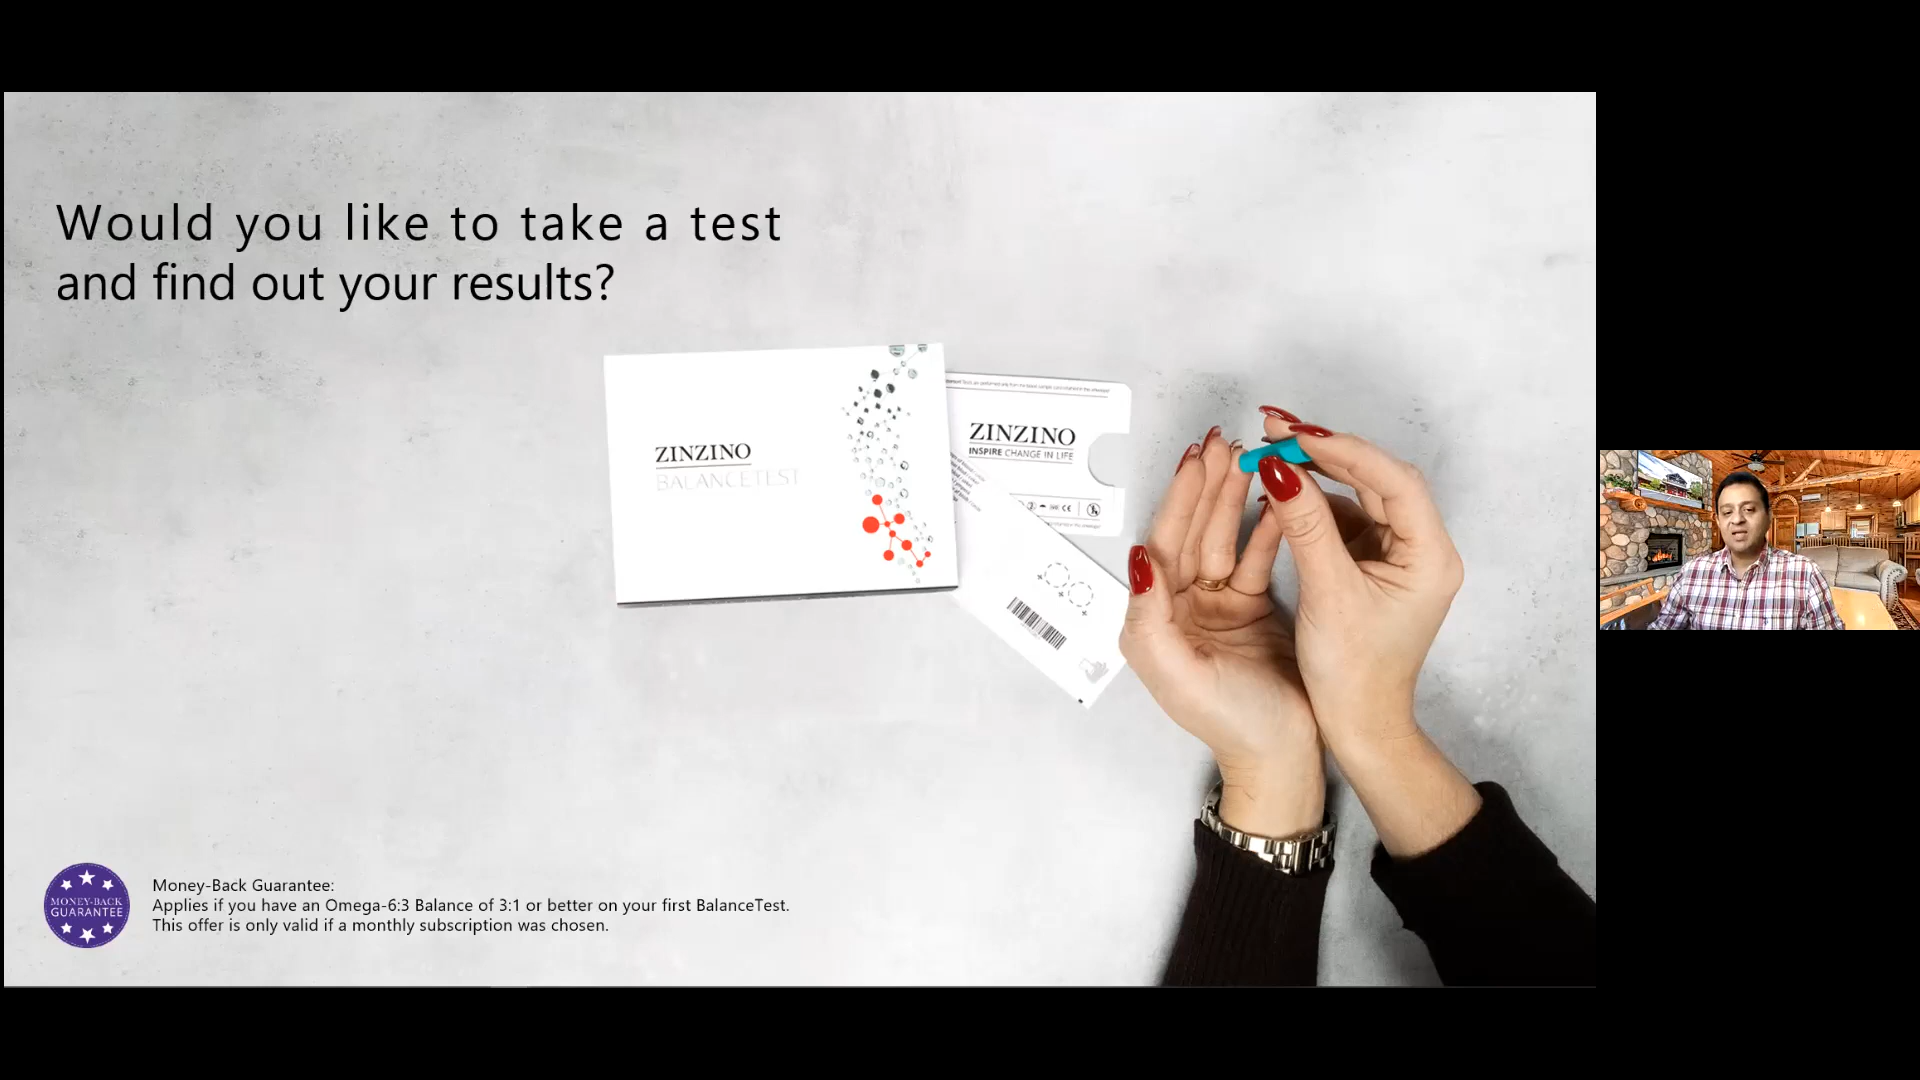 Would you like to take a test
and find out your results?
ZINZINO
BALANCETEST
ZINZINO
INSPIRE CHANGE IN LIFE
MONEY-BACK
GUARANTEE
Money-Back Guarantee:
Applies if you have an Omega-6:3 Balance of 3:1 or better on your first BalanceTest.
This offer is only valid if a monthly subscription was chosen.